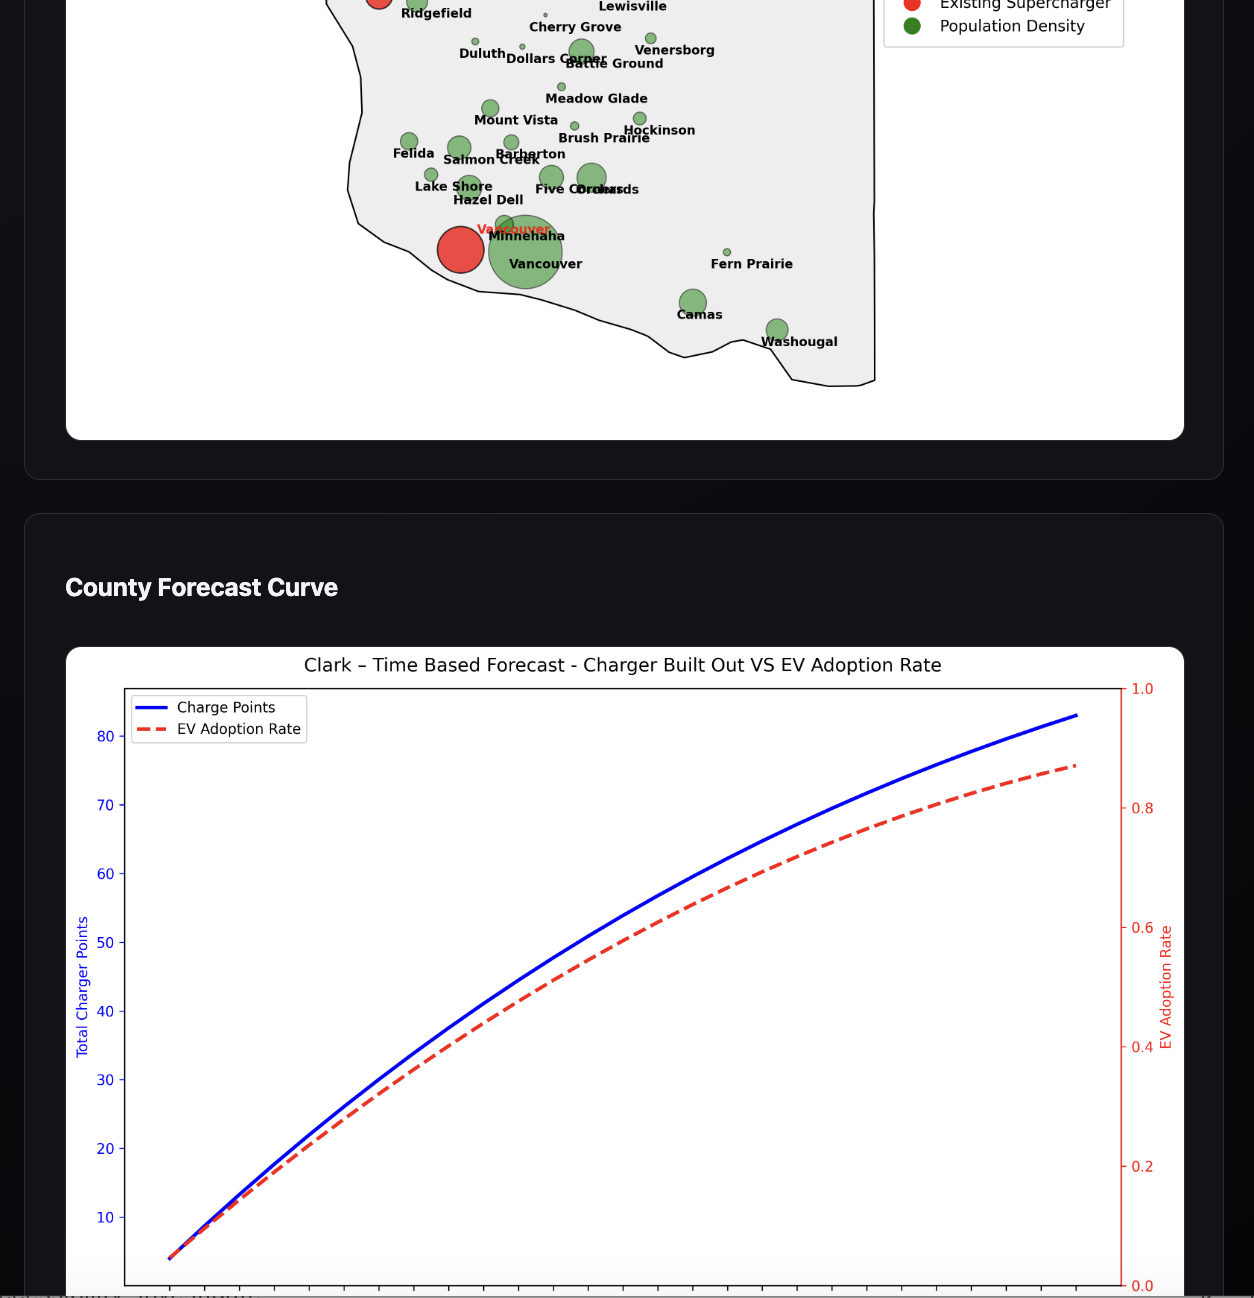 Existing Supercharger
Population Density
Ridgefield
Lewisville
Cherry Grove
Duluth
Dollars Corner
Battle Ground
Venersborg
Meadow Glade
Mount Vista
Brush Prairie
Hockinson
Felida
Salmon Creek
Barberton
Lake Shore
Hazel Dell
Five Corners
Orchards
Vancouver
Minnehaha
Vancouver
Fern Prairie
Camas
Washougal
County Forecast Curve
Clark – Time Based Forecast - Charger Built Out VS EV Adoption Rate
Charge Points
EV Adoption Rate
80
70
60
50
40
30
20
10
Total Charger Points
1.0
0.8
0.6
0.4
0.2
0.0
EV Adoption Rate